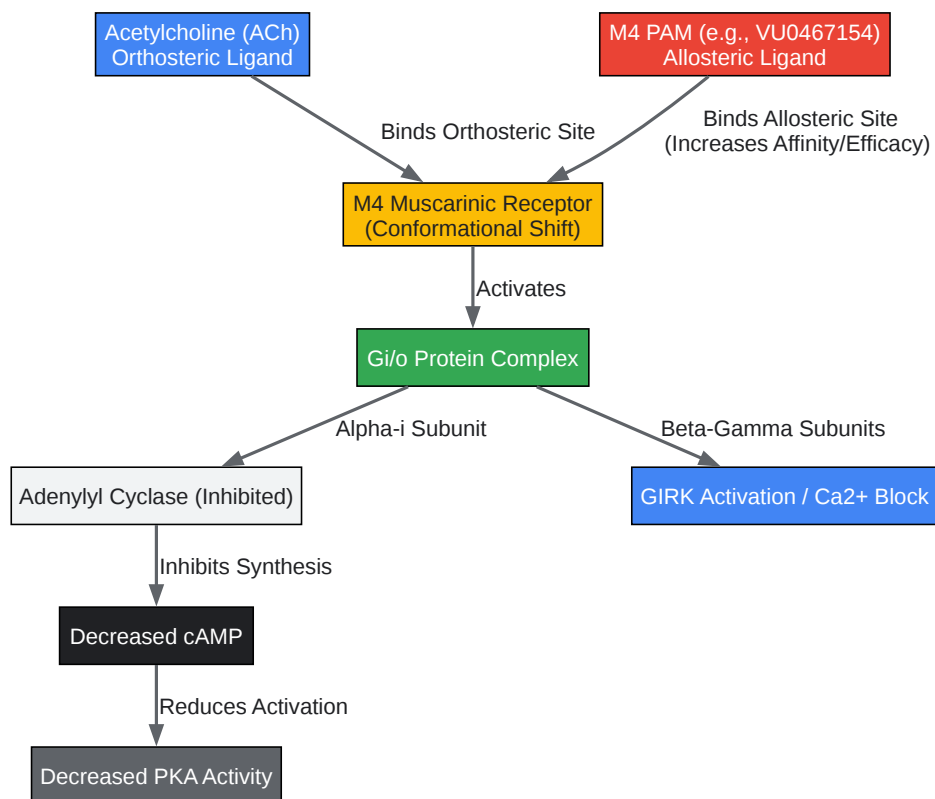 Acetylcholine (ACh)
Orthosteric Ligand
M4 PAM (e.g., VU0467154)
Allosteric Ligand
Binds Orthosteric Site
Binds Allosteric Site
(Increases Affinity/Efficacy)
M4 Muscarinic Receptor
(Conformational Shift)
Activates
Gi/o Protein Complex
Alpha-i Subunit
Beta-Gamma Subunits
Adenylyl Cyclase (Inhibited)
GIRK Activation / Ca2+ Block
Inhibits Synthesis
Decreased cAMP
Reduces Activation
Decreased PKA Activity